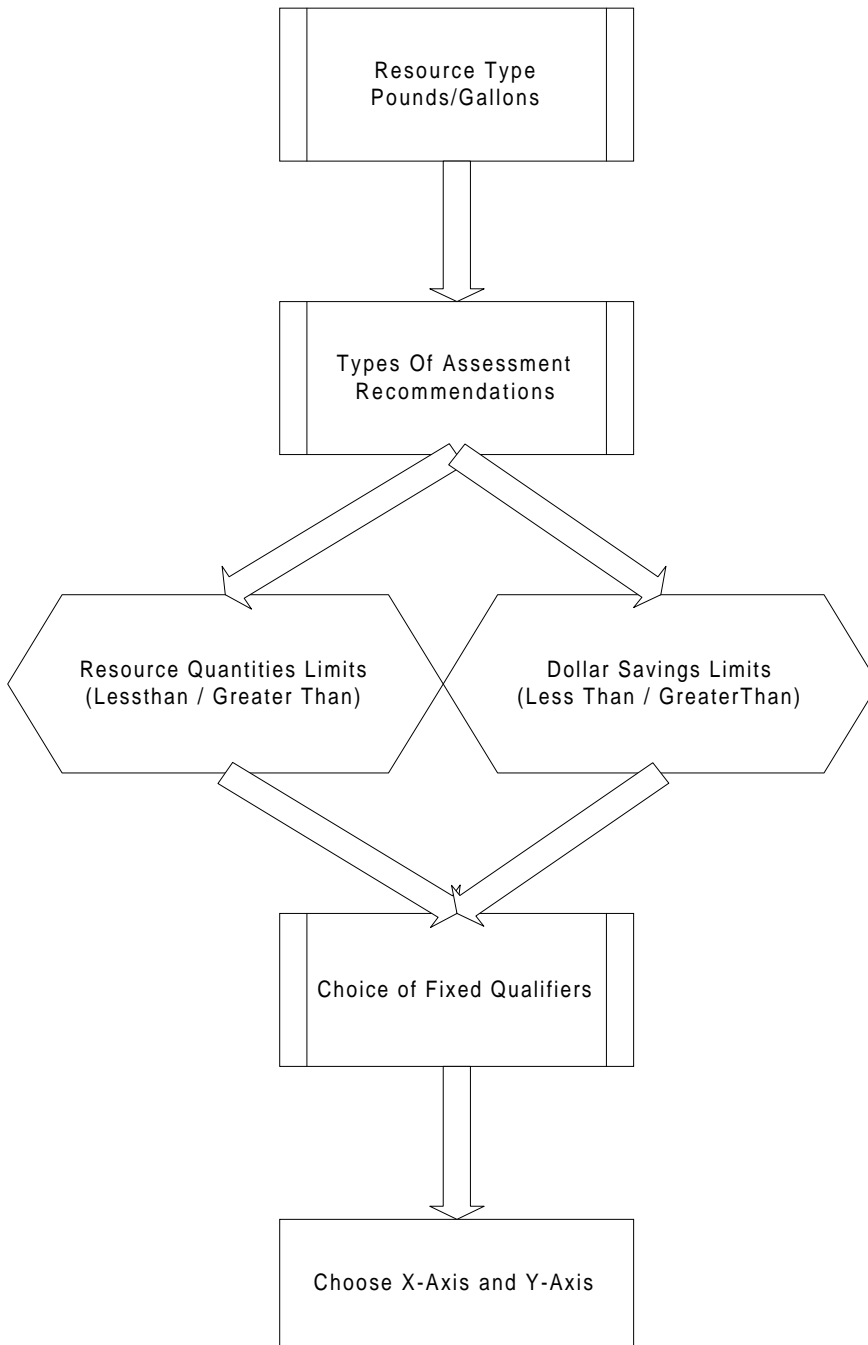 Resource Type
Pounds/Gallons
Types Of Assessment
Recommendations
Resource Quantities Limits
(Lessthan / Greater Than)
Dollar Savings Limits
(Less Than / GreaterThan)
Choice of Fixed Qualifiers
Choose X-Axis and Y-Axis